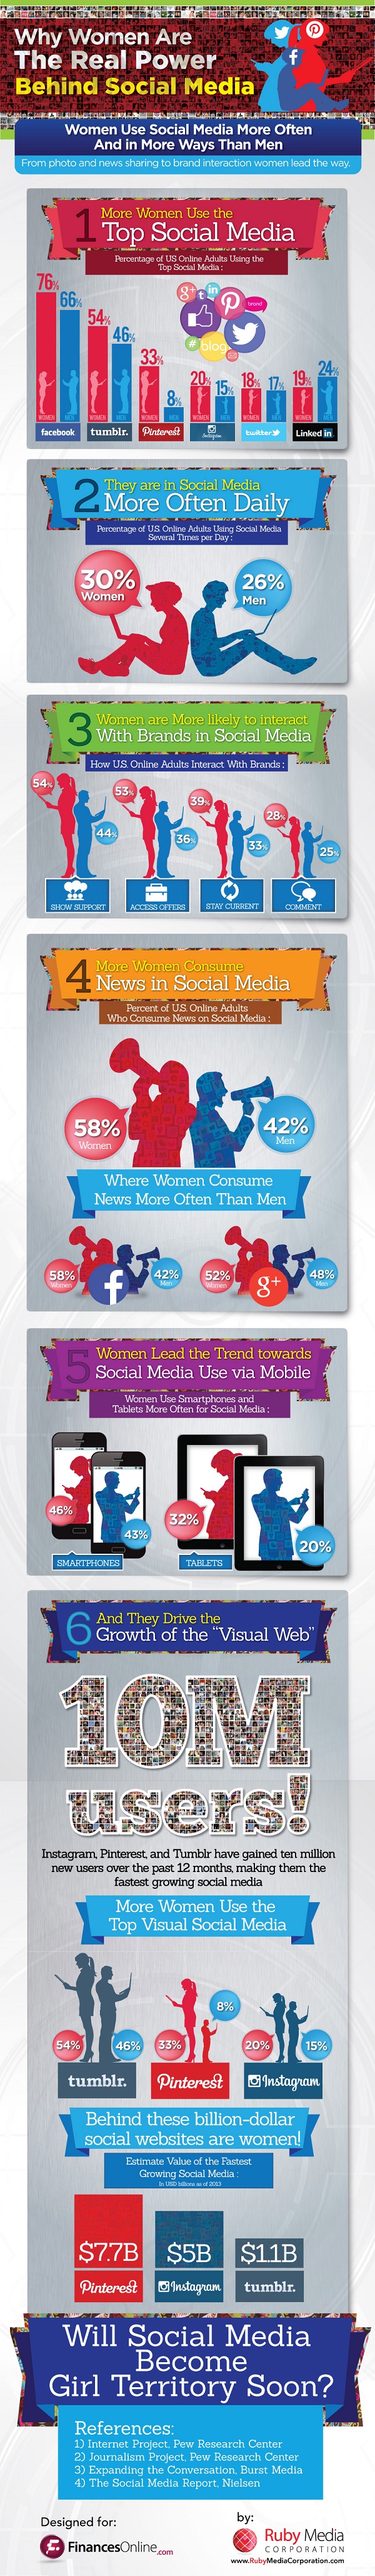 Why Women Are
The Real Power
Behind Social Media
Women Use Social Media More Often
And in More Ways Than Men
From photo and news sharing to brand interaction women lead the way.
1 More Women Use the
Top Social Media
Percentage of US Online Adults Using the
Top Social Media :
g+ t in
brand
# blog
76% 66% 54% 46% 33% 8% 20% 15% 18% 17% 19% 24%
WOMEN MEN WOMEN MEN WOMEN MEN WOMEN MEN WOMEN MEN WOMEN MEN
facebook tumblr. Pinterest Instagram twitter Linked in
2 They are in Social Media
More Often Daily
Percentage of U.S. Online Adults Using Social Media
Several Times per Day :
30%
Women
26%
Men
3 Women are More likely to interact
With Brands in Social Media
How U.S. Online Adults Interact With Brands :
54% 53% 39% 28%
44% 36% 33% 25%
SHOW SUPPORT ACCESS OFFERS STAY CURRENT COMMENT
4 More Women Consume
News in Social Media
Percent of U.S. Online Adults
Who Consume News on Social Media :
58%
Women
42%
Men
Where Women Consume
News More Often Than Men
58% Women f 42% Men 52% Women g+ 48% Men
5 Women Lead the Trend towards
Social Media Use via Mobile
Women Use Smartphones and
Tablets More Often for Social Media :
46% 43% 32% 20%
SMARTPHONES TABLETS
6 And They Drive the
Growth of the “Visual Web”
10M
users!
Instagram, Pinterest, and Tumblr have gained ten million
new users over the past 12 months, making them the
fastest growing social media
More Women Use the
Top Visual Social Media
54% 46% 33% 8% 20% 15%
tumblr. Pinterest Instagram
Behind these billion-dollar
social websites are women!
Estimate Value of the Fastest
Growing Social Media :
In USD billions as of 2013
$7.7B $5B $1.1B
Pinterest Instagram tumblr.
Will Social Media
Become
Girl Territory Soon?
References:
1) Internet Project, Pew Research Center
2) Journalism Project, Pew Research Center
3) Expanding the Conversation, Burst Media
4) The Social Media Report, Nielsen
Designed for:
FinancesOnline.com
by:
Ruby Media
CORPORATION
www.RubyMediaCorporation.com